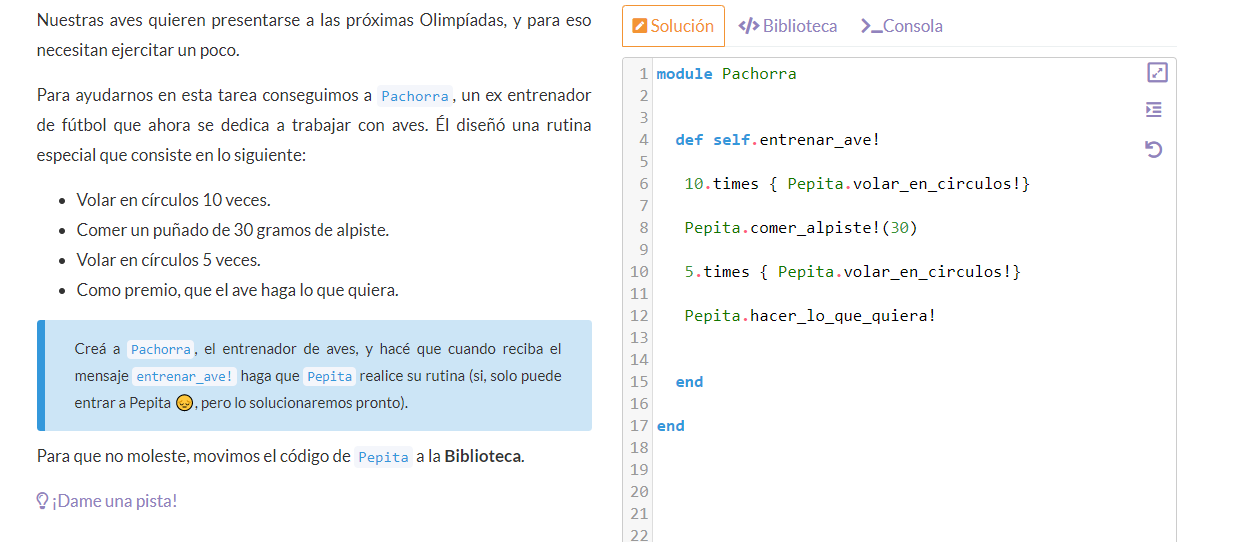 Nuestras aves quieren presentarse a las próximas Olimpíadas, y para eso
necesitan ejercitar un poco.
Para ayudarnos en esta tarea conseguimos a Pachorra, un ex entrenador
de fútbol que ahora se dedica a trabajar con aves. Él diseñó una rutina
especial que consiste en lo siguiente:
• Volar en círculos 10 veces.
• Comer un puñado de 30 gramos de alpiste.
• Volar en círculos 5 veces.
• Como premio, que el ave haga lo que quiera.
Creá a Pachorra, el entrenador de aves, y hacé que cuando reciba el
mensaje entrenar_ave! haga que Pepita realice su rutina (si, solo puede
entrar a Pepita 😞, pero lo solucionaremos pronto).
Para que no moleste, movimos el código de Pepita a la Biblioteca.
¡Dame una pista!
Solución </> Biblioteca >_Consola
1 module Pachorra
2
3
4 def self.entrenar_ave!
5
6 10.times { Pepita.volar_en_circulos!}
7
8 Pepita.comer_alpiste!(30)
9
10 5.times { Pepita.volar_en_circulos!}
11
12 Pepita.hacer_lo_que_quiera!
13
14
15 end
16
17 end
18
19
20
21
22